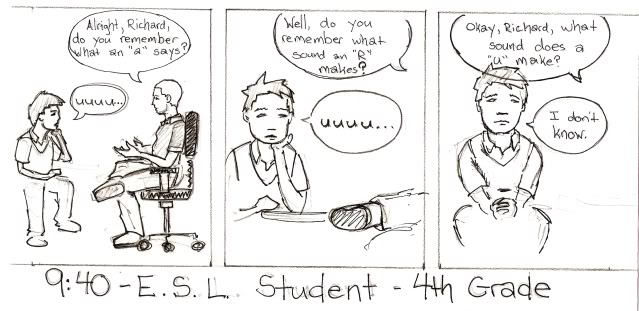 Alright, Richard,
do you remember
what an "a" says?
uuuu...
Well, do you
remember what
sound an "R"
makes?
uuuu...
Okay, Richard, what
sound does a
"u" make?
I don't
know.
9:40 - E.S.L. Student - 4th Grade